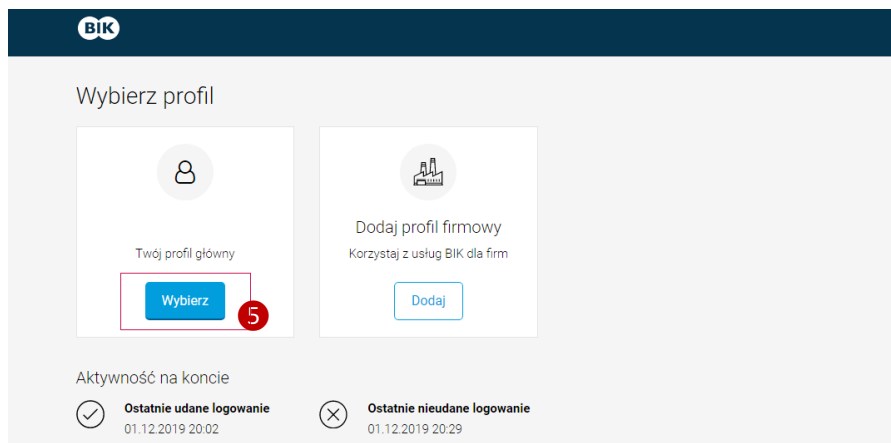 BIK
Wybierz profil
Twój profil główny
Wybierz
5
Dodaj profil firmowy
Korzystaj z usług BIK dla firm
Dodaj
Aktywność na koncie
Ostatnie udane logowanie
01.12.2019 20:02
Ostatnie nieudane logowanie
01.12.2019 20:29